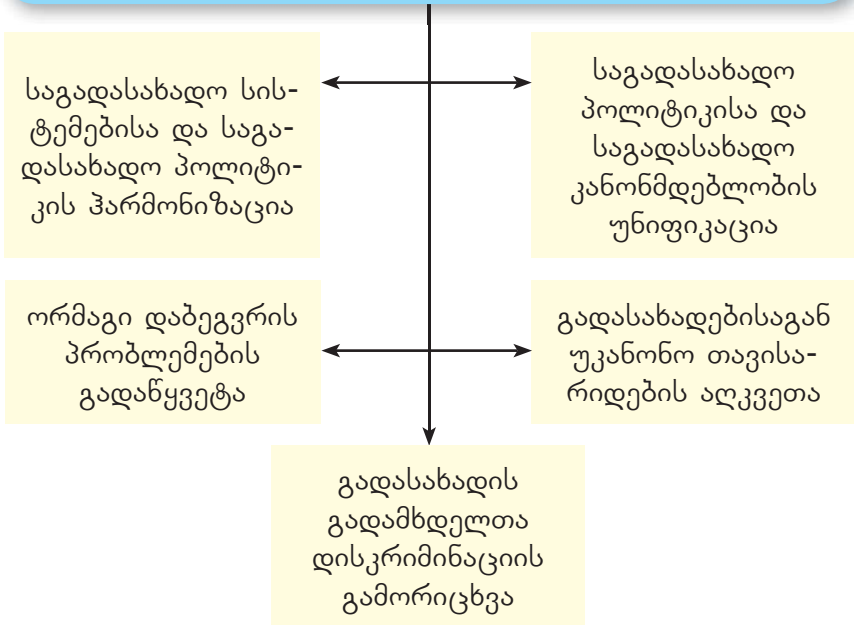 საგადასახადო სის-
ტემებისა და საგა-
დასახადო პოლიტი-
კის ჰარმონიზაცია
საგადასახადო
პოლიტიკისა და
საგადასახადო
კანონმდებლობის
უნიფიკაცია
ორმაგი დაბეგვრის
პრობლემების
გადაწყვეტა
გადასახადებისაგან
უკანონო თავისა-
რიდების აღკვეთა
გადასახადის
გადამხდელთა
დისკრიმინაციის
გამორიცხვა